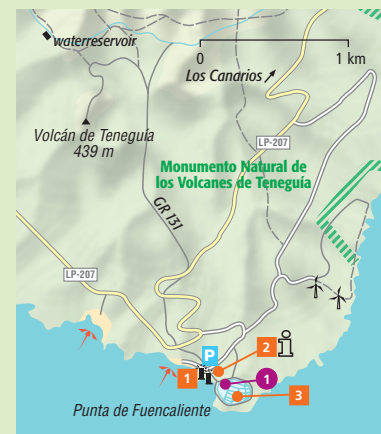 waterreservoir
0
1 km
Los Canarios
Volcán de Teneguía
439 m
LP-207
Monumento Natural de
los Volcanes de Teneguía
GR 131
LP-207
P
2
i
1
1
3
Punta de Fuencaliente